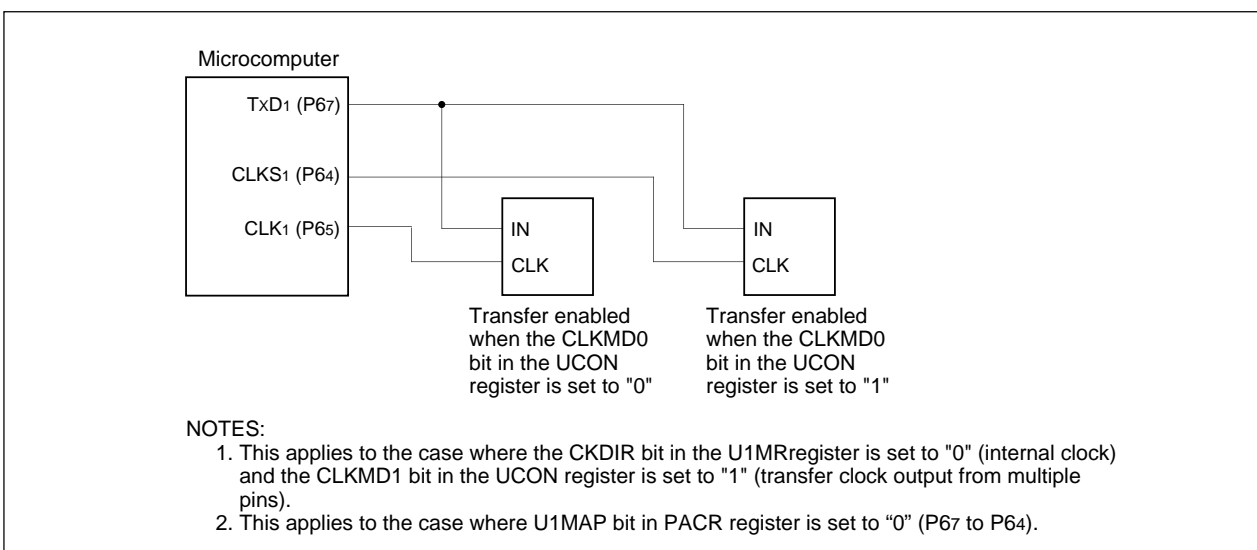 Microcomputer
TxD1 (P67)
CLKS1 (P64)
CLK1 (P65)
IN
CLK
IN
CLK
Transfer enabled
when the CLKMD0
bit in the UCON
register is set to "0"
Transfer enabled
when the CLKMD0
bit in the UCON
register is set to "1"
NOTES:
1. This applies to the case where the CKDIR bit in the U1MRregister is set to "0" (internal clock)
and the CLKMD1 bit in the UCON register is set to "1" (transfer clock output from multiple
pins).
2. This applies to the case where U1MAP bit in PACR register is set to “0” (P67 to P64).